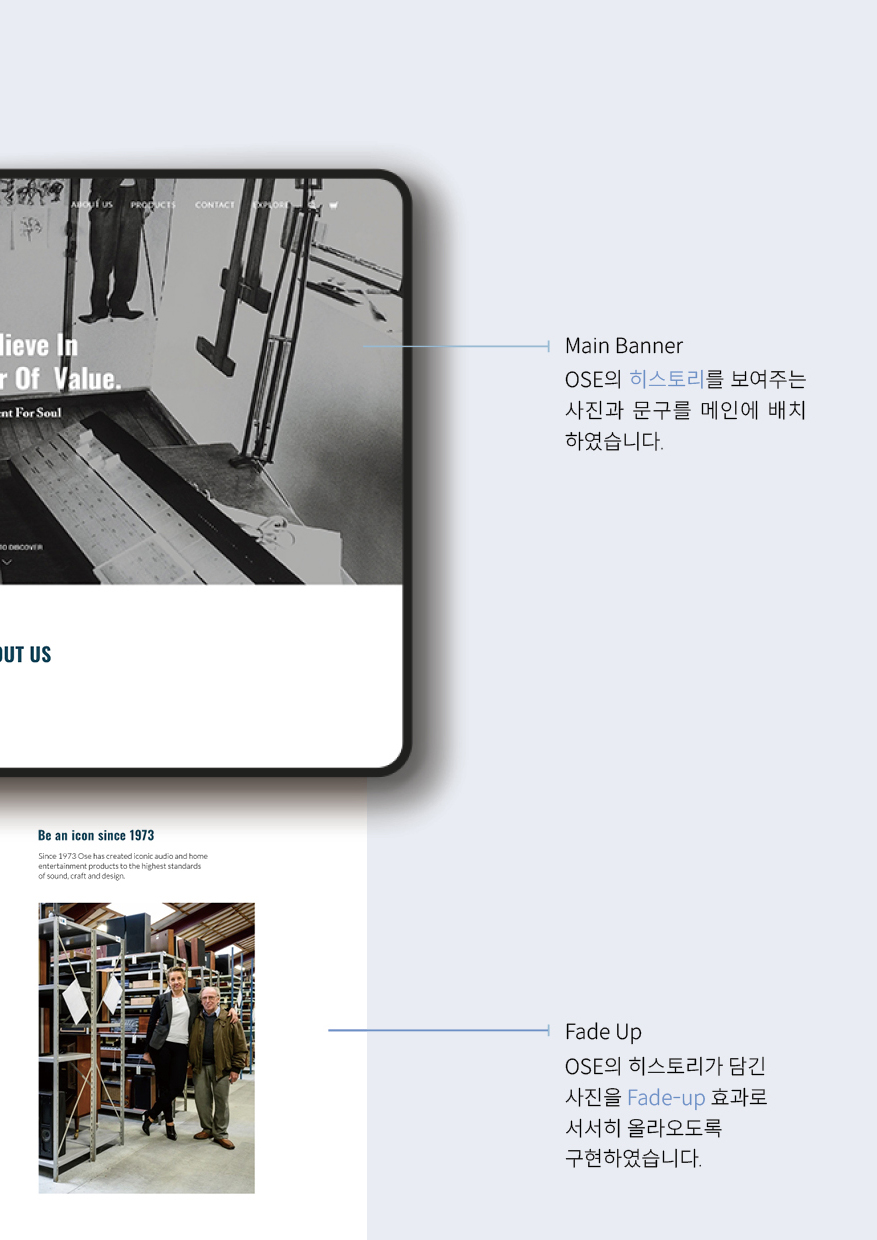 ABOUT US PRODUCTS CONTACT EXPLORE
lieve In
r Of Value.
ent For Soul
TO DISCOVER
OUT US
Main Banner
OSE의 히스토리를 보여주는
사진과 문구를 메인에 배치
하였습니다.
Be an icon since 1973
Since 1973 Ose has created iconic audio and home
entertainment products to the highest standards
of sound, craft and design.
Fade Up
OSE의 히스토리가 담긴
사진을 Fade-up 효과로
서서히 올라오도록
구현하였습니다.